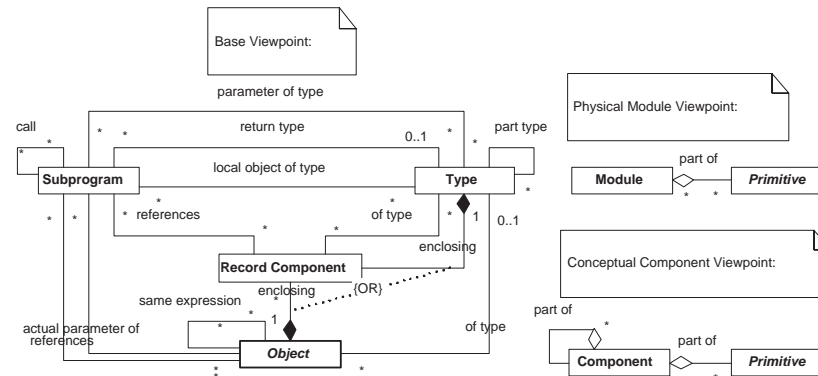 Base Viewpoint:
parameter of type
Physical Module Viewpoint:
call
*
*
*
*
return type
0..1
*
*
part type
*
*
Subprogram
local object of type
Type
Module
part of
*
*
Primitive
*
*
*
*
references
*
*
of type
*
*
1
0..1
*
*
enclosing
Record Component
Conceptual Component Viewpoint:
enclosing
{OR}
same expression
*
*
*
1
part of
*
actual parameter of
references
of type
Object
*
*
*
Component
part of
*
Primitive